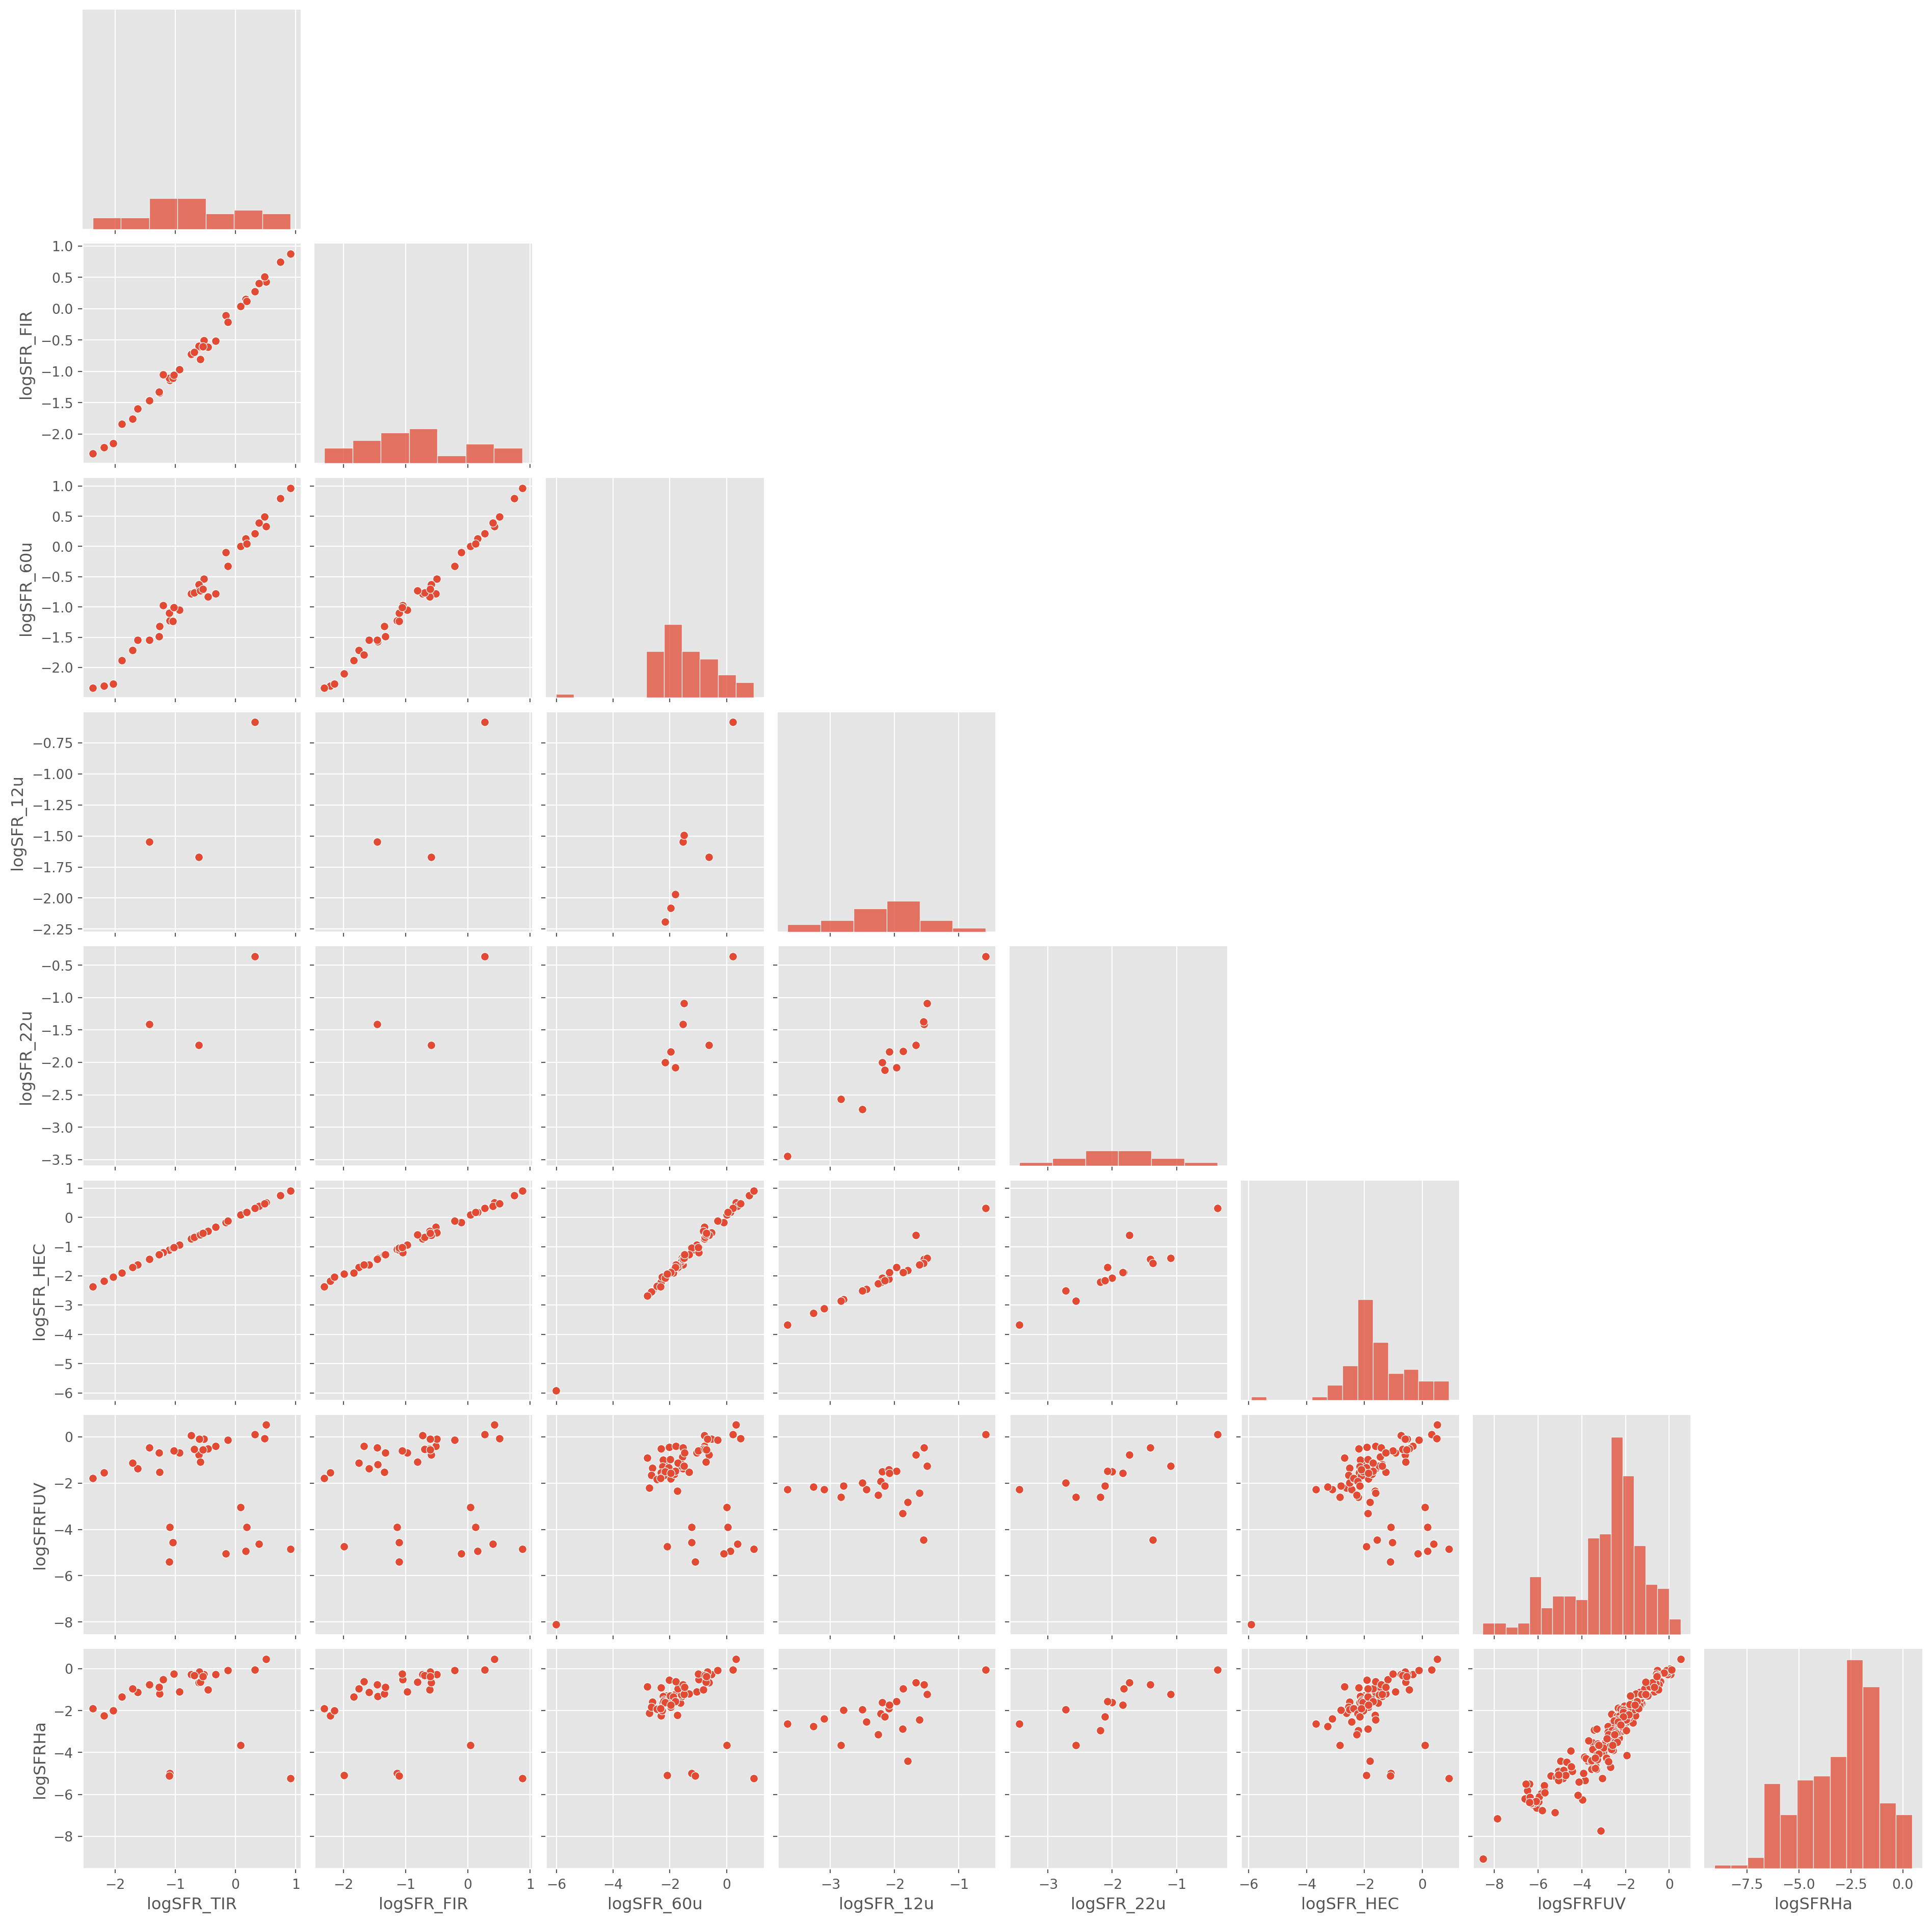 1.0
0.5
0.0
−0.5
−1.0
−1.5
−2.0
logSFR_FIR
1.0
0.5
0.0
−0.5
−1.0
−1.5
−2.0
logSFR_60u
−0.75
−1.00
−1.25
−1.50
−1.75
−2.00
−2.25
logSFR_12u
−0.5
−1.0
−1.5
−2.0
−2.5
−3.0
−3.5
logSFR_22u
1
0
−1
−2
−3
−4
−5
−6
logSFR_HEC
0
−2
−4
−6
−8
logSFRFUV
0
−2
−4
−6
−8
logSFRHa
−2 −1 0 1
logSFR_TIR
−2 −1 0 1
logSFR_FIR
−6 −4 −2 0
logSFR_60u
−3 −2 −1
logSFR_12u
−3 −2 −1
logSFR_22u
−6 −4 −2 0
logSFR_HEC
−8 −6 −4 −2 0
logSFRFUV
−7.5 −5.0 −2.5 0.0
logSFRHa